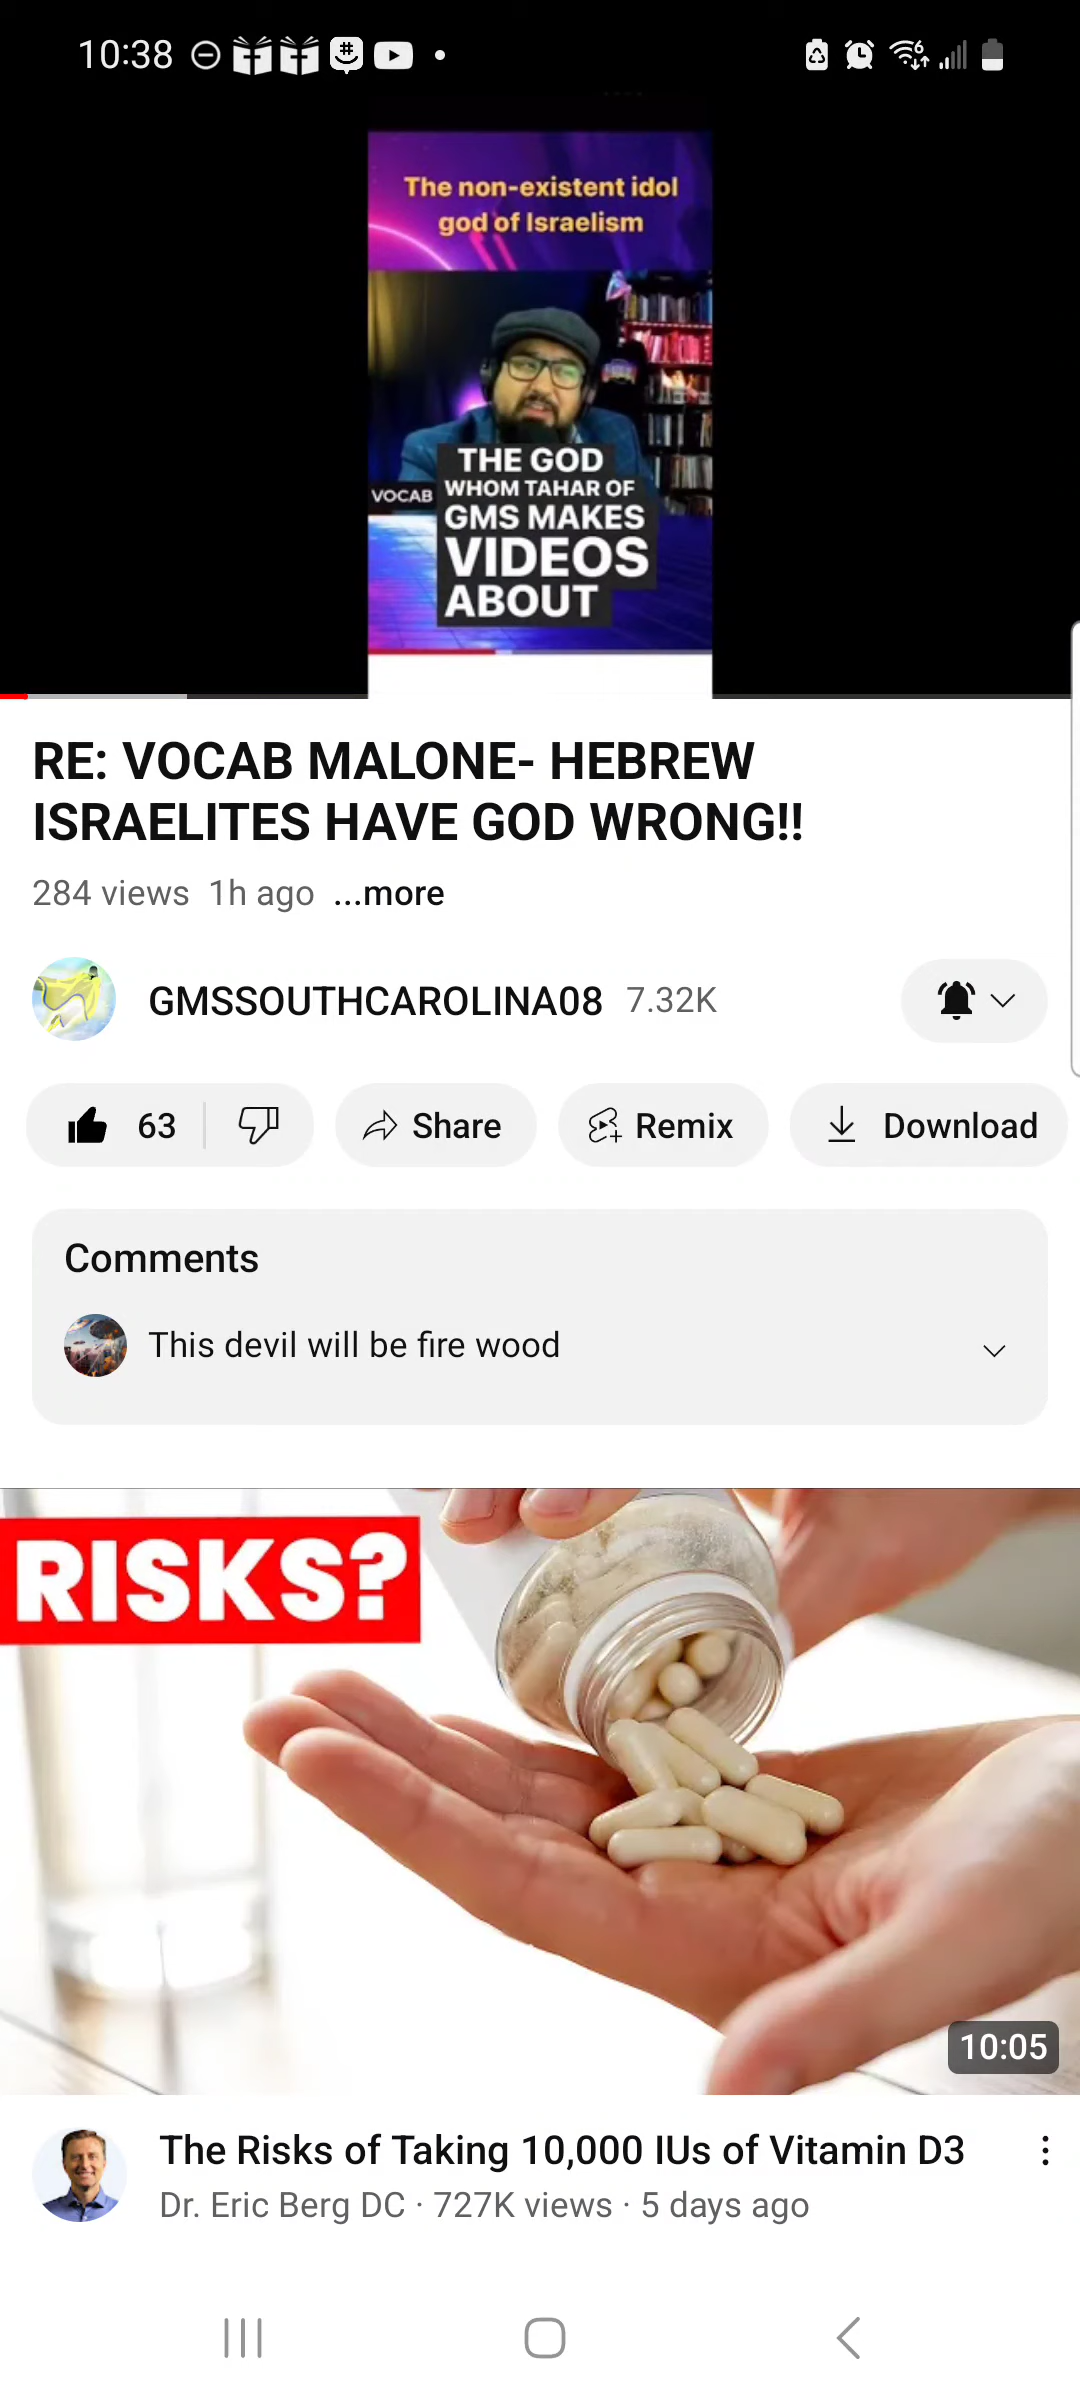 10:38
The non-existent idol
god of Israelism
VOCAB
THE GOD
WHOM TAHAR OF
GMS MAKES
VIDEOS
ABOUT
RE: VOCAB MALONE- HEBREW
ISRAELITES HAVE GOD WRONG!!
284 views 1h ago ...more
GMSSOUTHCAROLINA08 7.32K
63 Share Remix Download
Comments
This devil will be fire wood
RISKS?
10:05
The Risks of Taking 10,000 IUs of Vitamin D3
Dr. Eric Berg DC · 727K views · 5 days ago